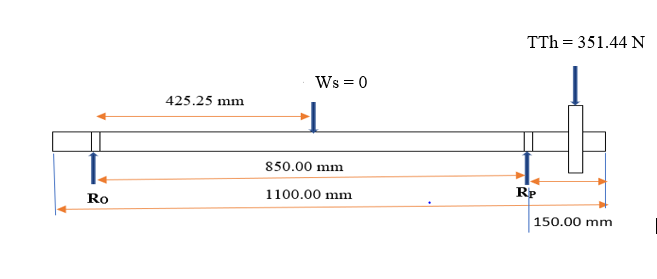 TTh = 351.44 N
Ws = 0
425.25 mm
850.00 mm
1100.00 mm
RO
RP
150.00 mm